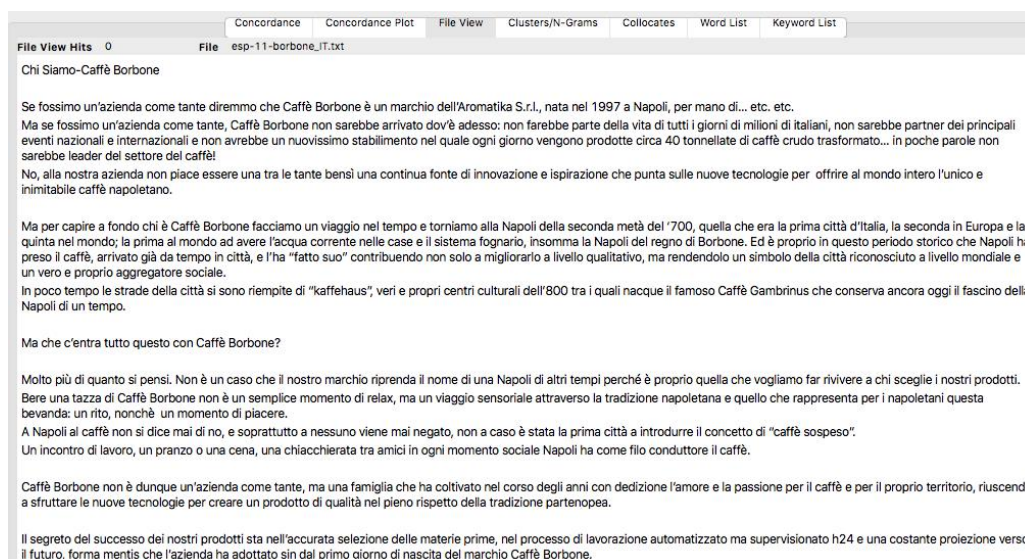 Concordance Concordance Plot File View Clusters/N-Grams Collocates Word List Keyword List
File View Hits 0 File esp-11-borbone_IT.txt
Chi Siamo-Caffè Borbone
Se fossimo un'azienda come tante diremmo che Caffè Borbone è un marchio dell'Aromatika S.r.l., nata nel 1997 a Napoli, per mano di... etc. etc.
Ma se fossimo un'azienda come tante, Caffè Borbone non sarebbe arrivato dov'è adesso: non farebbe parte della vita di tutti i giorni di milioni di italiani, non sarebbe partner dei principali
eventi nazionali e internazionali e non avrebbe un nuovissimo stabilimento nel quale ogni giorno vengono prodotte circa 40 tonnellate di caffè crudo trasformato... in poche parole non
sarebbe leader del settore del caffè!
No, alla nostra azienda non piace essere una tra le tante bensì una continua fonte di innovazione e ispirazione che punta sulle nuove tecnologie per offrire al mondo intero l'unico e
inimitabile caffè napoletano.
Ma per capire a fondo chi è Caffè Borbone facciamo un viaggio nel tempo e torniamo alla Napoli della seconda metà del '700, quella che era la prima città d'Italia, la seconda in Europa e la
quinta nel mondo; la prima al mondo ad avere l'acqua corrente nelle case e il sistema fognario, insomma la Napoli del regno di Borbone. Ed è proprio in questo periodo storico che Napoli ha
preso il caffè, arrivato già da tempo in città, e l'ha "fatto suo" contribuendo non solo a migliorarlo a livello qualitativo, ma rendendolo un simbolo della città riconosciuto a livello mondiale e
un vero e proprio aggregatore sociale.
In poco tempo le strade della città si sono riempite di "kaffehaus", veri e propri centri culturali dell'800 tra i quali nacque il famoso Caffè Gambrinus che conserva ancora oggi il fascino della
Napoli di un tempo.
Ma che c'entra tutto questo con Caffè Borbone?
Molto più di quanto si pensi. Non è un caso che il nostro marchio riprenda il nome di una Napoli di altri tempi perché è proprio quella che vogliamo far rivivere a chi sceglie i nostri prodotti.
Bere una tazza di Caffè Borbone non è un semplice momento di relax, ma un viaggio sensoriale attraverso la tradizione napoletana e quello che rappresenta per i napoletani questa
bevanda: un rito, nonchè un momento di piacere.
A Napoli al caffè non si dice mai di no, e soprattutto a nessuno viene mai negato, non a caso è stata la prima città a introdurre il concetto di "caffè sospeso".
Un incontro di lavoro, un pranzo o una cena, una chiacchierata tra amici in ogni momento sociale Napoli ha come filo conduttore il caffè.
Caffè Borbone non è dunque un'azienda come tante, ma una famiglia che ha coltivato nel corso degli anni con dedizione l'amore e la passione per il caffè e per il proprio territorio, riuscend
a sfruttare le nuove tecnologie per creare un prodotto di qualità nel pieno rispetto della tradizione partenopea.
Il segreto del successo dei nostri prodotti sta nell'accurata selezione delle materie prime, nel processo di lavorazione automatizzato ma supervisionato h24 e una costante proiezione verso
il futuro, forma mentis che l'azienda ha adottato sin dal primo giorno di nascita del marchio Caffè Borbone.